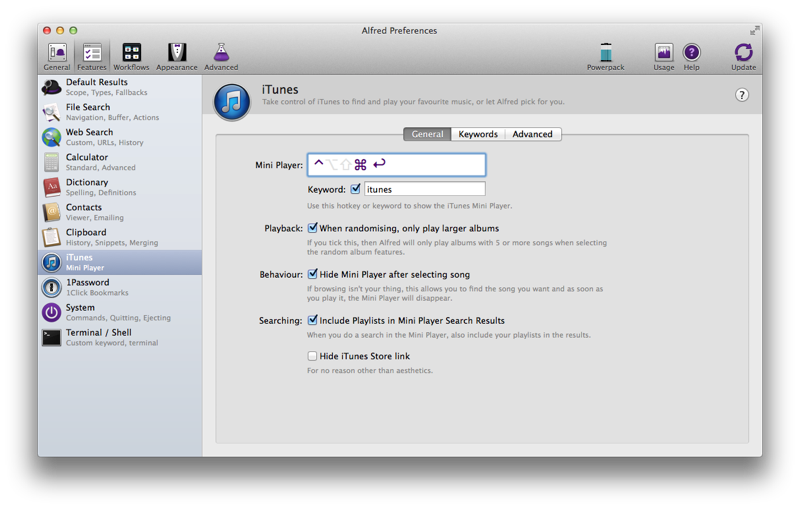 Alfred Preferences
General Features Workflows Appearance Advanced Powerpack Usage Help Update
Default Results
Scope, Types, Fallbacks
File Search
Navigation, Buffer, Actions
Web Search
Custom, URLs, History
Calculator
Standard, Advanced
Dictionary
Spelling, Definitions
Contacts
Viewer, Emailing
Clipboard
History, Snippets, Merging
iTunes
Mini Player
1Password
1Click Bookmarks
System
Commands, Quitting, Ejecting
Terminal / Shell
Custom keyword, terminal
iTunes
Take control of iTunes to find and play your favourite music, or let Alfred pick for you.
?
General Keywords Advanced
Mini Player: ^⌥⇧⌘ ↩
Keyword: itunes
Use this hotkey or keyword to show the iTunes Mini Player.
Playback: When randomising, only play larger albums
If you tick this, then Alfred will only play albums with 5 or more songs when selecting
the random album features.
Behaviour: Hide Mini Player after selecting song
If browsing isn't your thing, this allows you to find the song you want and as soon as
you play it, the Mini Player will disappear.
Searching: Include Playlists in Mini Player Search Results
When you do a search in the Mini Player, also include your playlists in the results.
Hide iTunes Store link
For no reason other than aesthetics.